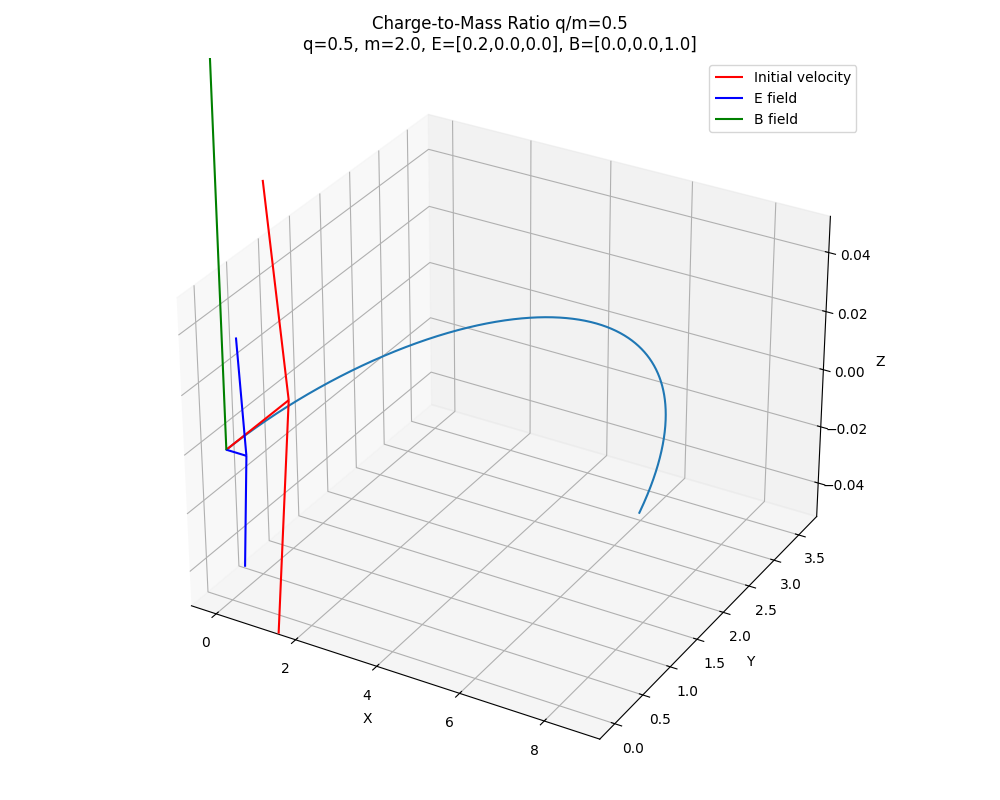 Charge-to-Mass Ratio q/m=0.5
q=0.5, m=2.0, E=[0.2,0.0,0.0], B=[0.0,0.0,1.0]
Initial velocity
E field
B field
0.04
0.02
0.00
−0.02
−0.04
Z
3.5
3.0
2.5
2.0
1.5
1.0
0.5
0.0
Y
0
2
4
6
8
X